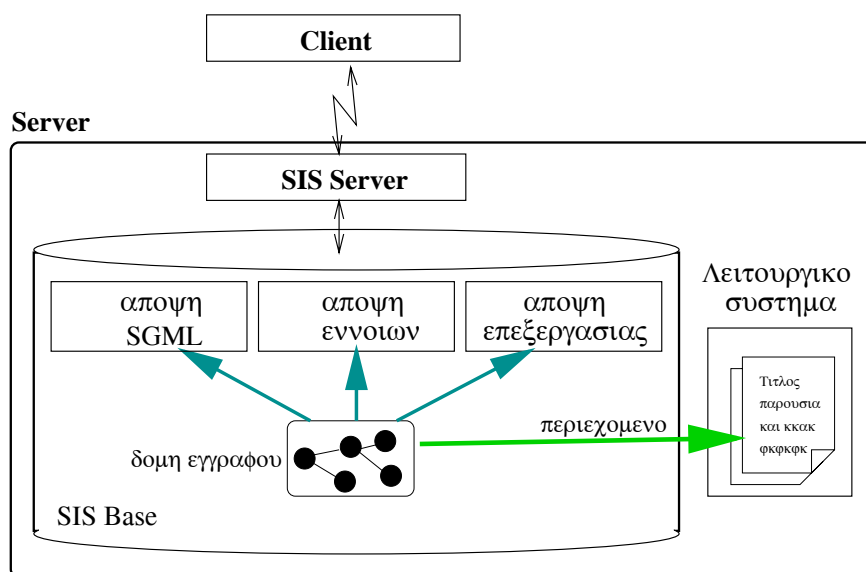 Client
Server
SIS Server
Λειτουργικο
συστημα
αποψη
SGML
αποψη
εννοιων
αποψη
επεξεργασιας
Τιτλος
παρουσια
και κκακ
φκφκφκ
περιεχομενο
δομη εγγραφου
SIS Base